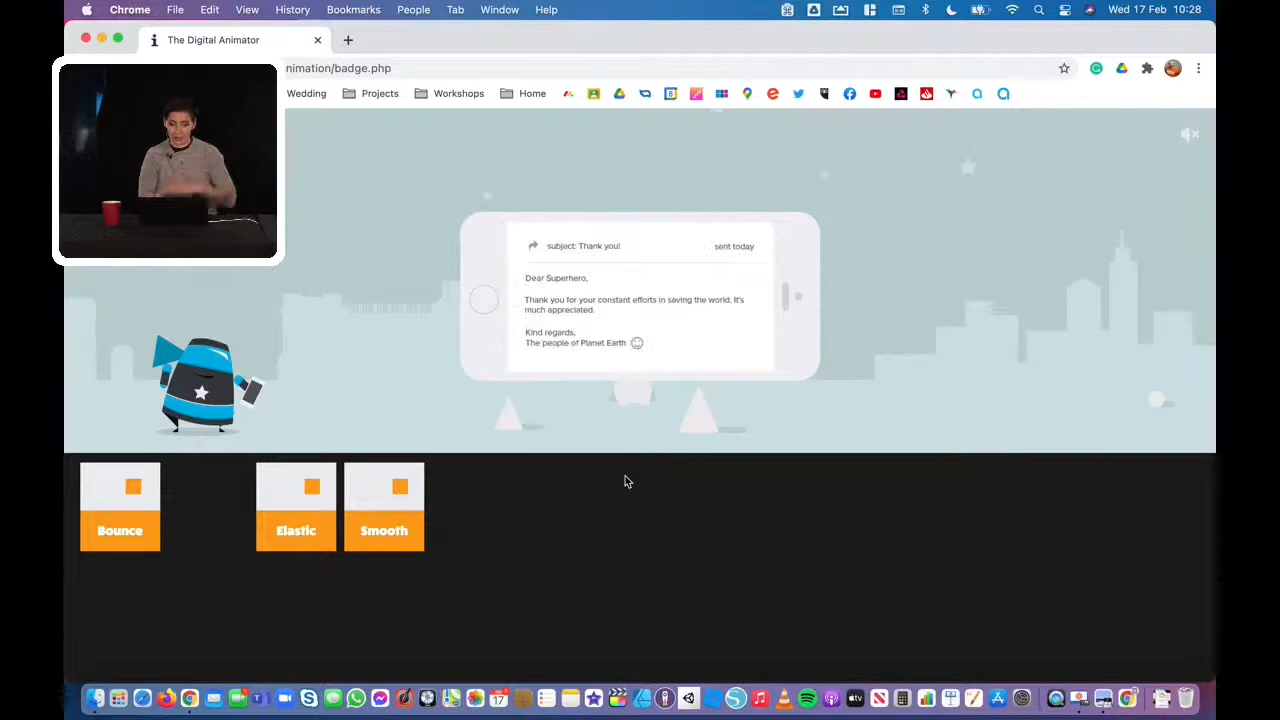 Chrome File Edit View History Bookmarks People Tab Window Help Wed 17 Feb 10:28
The Digital Animator
nimation/badge.php
Wedding Projects Workshops Home
subject: Thank you! sent today
Dear Superhero,
Thank you for your constant efforts in saving the world. It's
much appreciated.
Kind regards,
The people of Planet Earth
Bounce Elastic Smooth